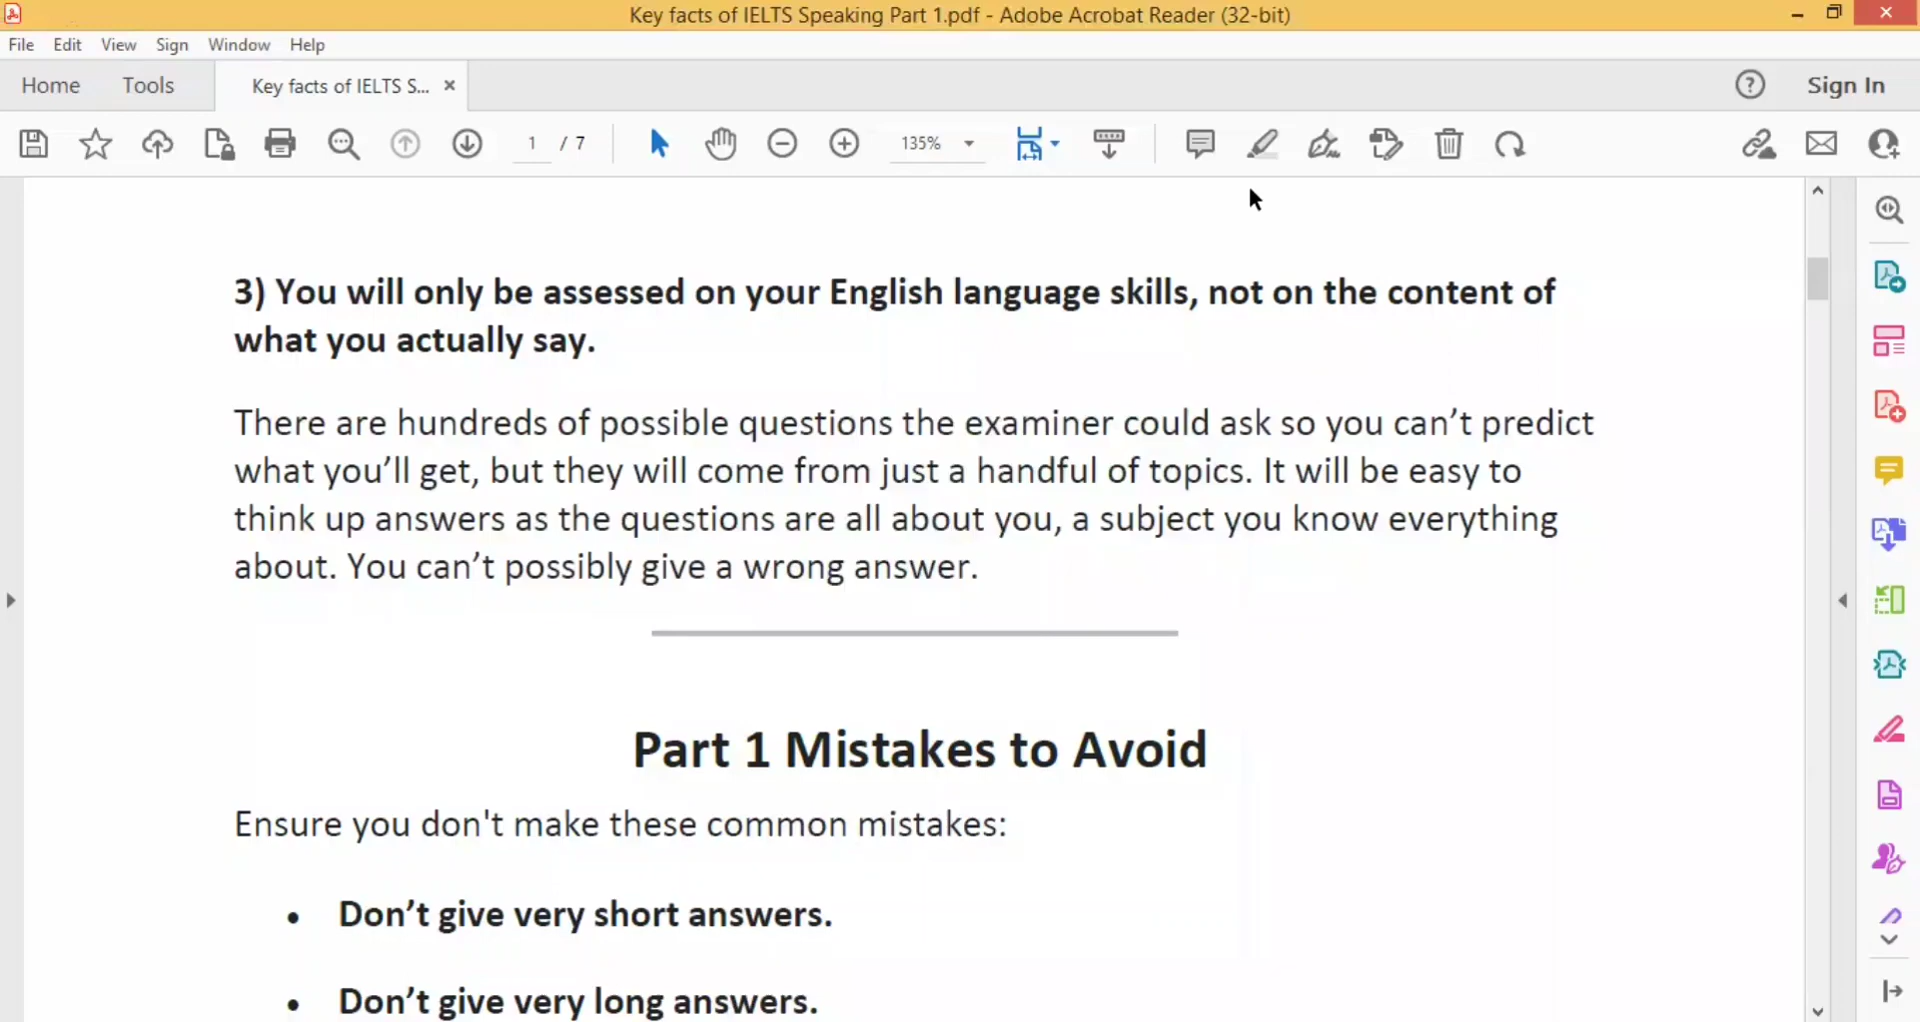 Key facts of IELTS Speaking Part 1.pdf - Adobe Acrobat Reader (32-bit)
File Edit View Sign Window Help
Home Tools Key facts of IELTS S... Sign In
1 / 7 135%
3) You will only be assessed on your English language skills, not on the content of
what you actually say.
There are hundreds of possible questions the examiner could ask so you can’t predict
what you’ll get, but they will come from just a handful of topics. It will be easy to
think up answers as the questions are all about you, a subject you know everything
about. You can’t possibly give a wrong answer.
Part 1 Mistakes to Avoid
Ensure you don't make these common mistakes:
• Don’t give very short answers.
• Don’t give very long answers.